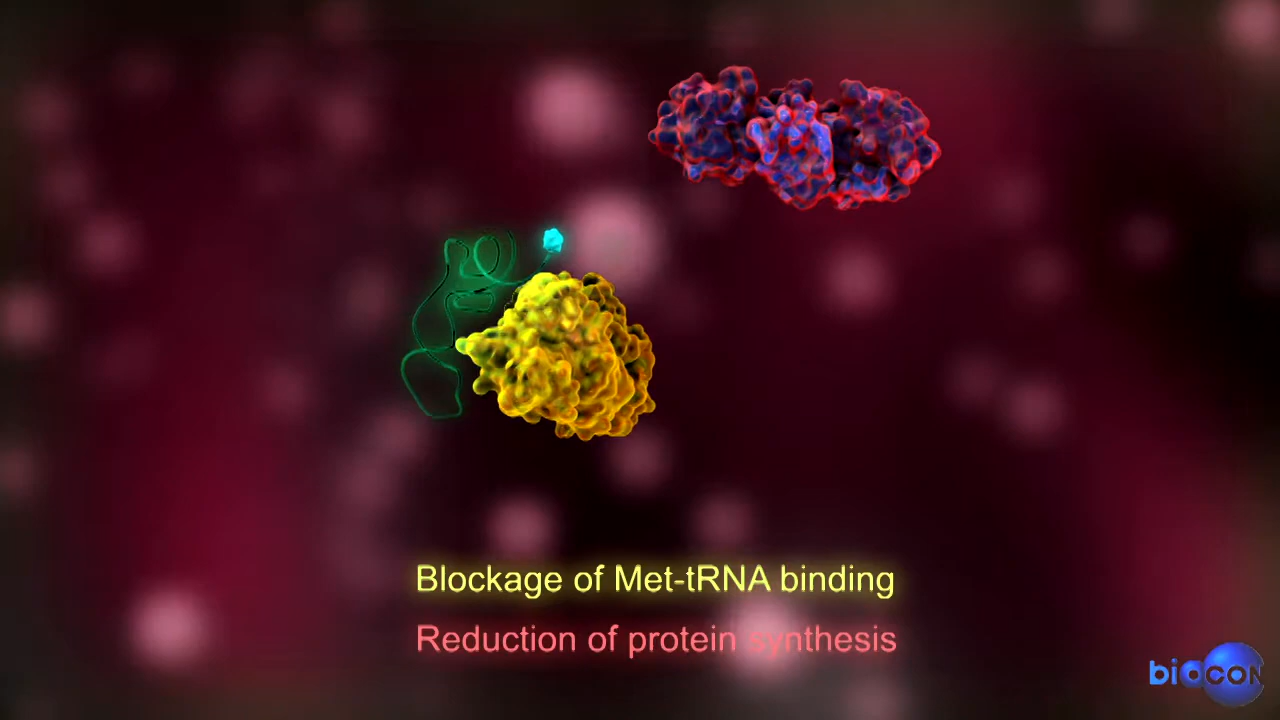 Blockage of Met-tRNA binding
Reduction of protein synthesis
biocon